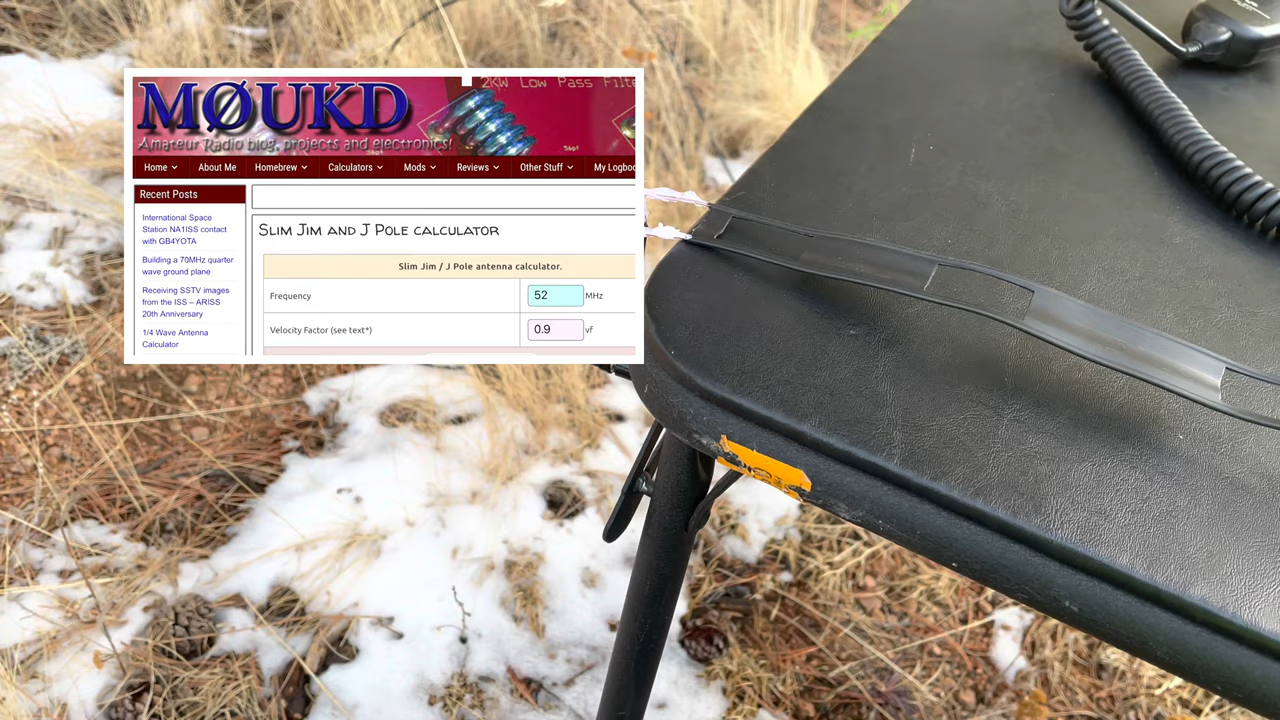 MØUKD
Amateur Radio blog, projects and electronics!
2KW Low Pass Filte
Home
About Me
Homebrew
Calculators
Mods
Reviews
Other Stuff
My Logboo
Recent Posts
International Space
Station NA1ISS contact
with GB4YOTA
Building a 70MHz quarter
wave ground plane
Receiving SSTV images
from the ISS – ARISS
20th Anniversary
1/4 Wave Antenna
Calculator
Slim Jim and J Pole calculator
Slim Jim / J Pole antenna calculator.
Frequency 52 MHz
Velocity Factor (see text*) 0.9 vf